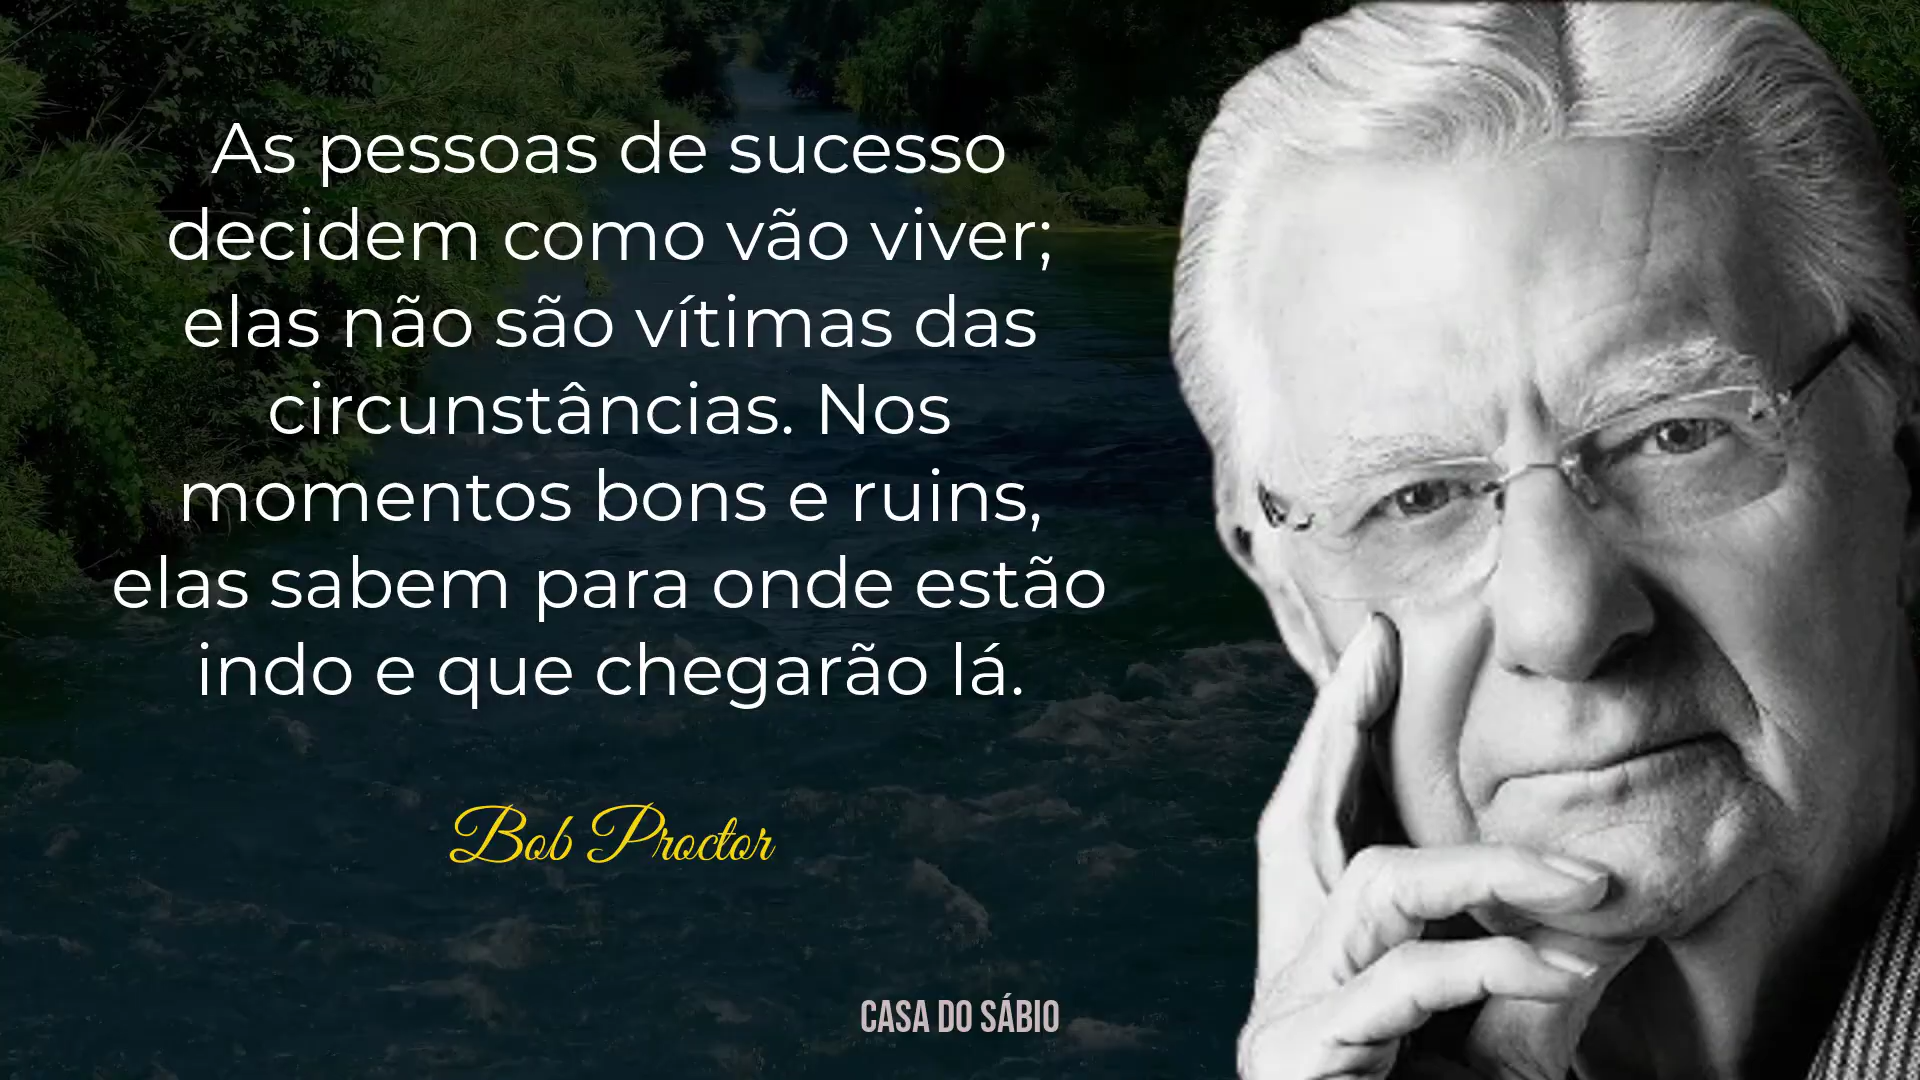 As pessoas de sucesso
decidem como vão viver;
elas não são vítimas das
circunstâncias. Nos
momentos bons e ruins,
elas sabem para onde estão
indo e que chegarão lá.
Bob Proctor
CASA DO SÁBIO